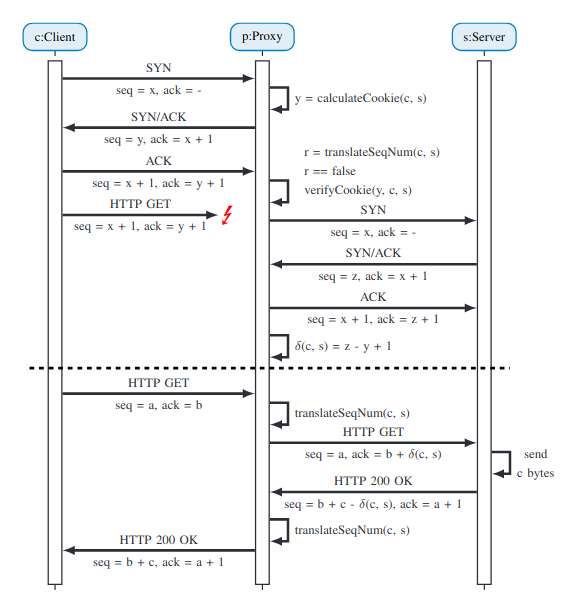 c:Client
p:Proxy
s:Server
SYN
seq = x, ack = -
y = calculateCookie(c, s)
SYN/ACK
seq = y, ack = x + 1
r = translateSeqNum(c, s)
ACK
r == false
seq = x + 1, ack = y + 1
verifyCookie(y, c, s)
HTTP GET
SYN
seq = x + 1, ack = y + 1
seq = x, ack = -
SYN/ACK
seq = z, ack = x + 1
ACK
seq = x + 1, ack = z + 1
δ(c, s) = z - y + 1
HTTP GET
seq = a, ack = b
translateSeqNum(c, s)
HTTP GET
seq = a, ack = b + δ(c, s)
send
c bytes
HTTP 200 OK
seq = b + c - δ(c, s), ack = a + 1
translateSeqNum(c, s)
HTTP 200 OK
seq = b + c, ack = a + 1